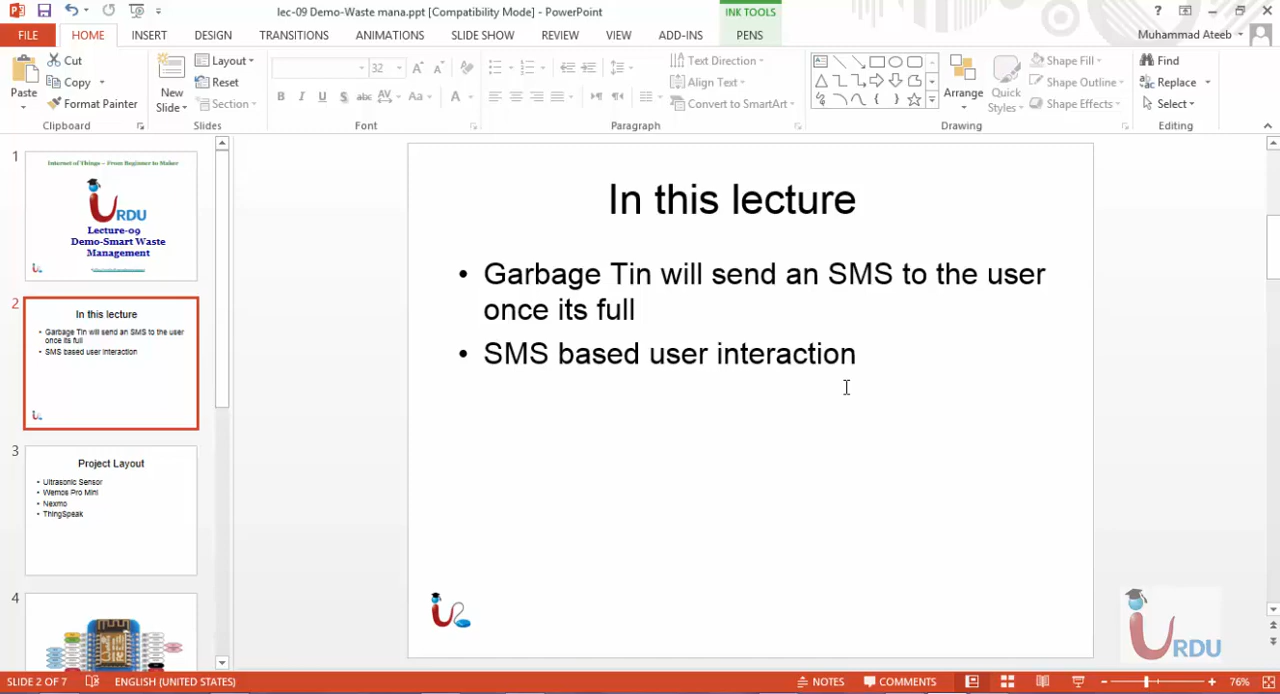 lec-09 Demo-Waste mana.ppt [Compatibility Mode] - PowerPoint
INK TOOLS
?
FILE
HOME
INSERT
DESIGN
TRANSITIONS
ANIMATIONS
SLIDE SHOW
REVIEW
VIEW
ADD-INS
PENS
Muhammad Ateeb
Paste
Cut
Copy
Format Painter
Clipboard
New
Slide
Layout
Reset
Section
Slides
32
B I U S abc AV Aa A
Font
Text Direction
Align Text
Convert to SmartArt
Paragraph
Arrange
Quick
Styles
Shape Fill
Shape Outline
Shape Effects
Drawing
Find
Replace
Select
Editing
1
Internet of Things – From Beginner to Maker
URDU
Lecture-09
Demo-Smart Waste
Management
2
In this lecture
• Garbage Tin will send an SMS to the user
once its full
• SMS based user interaction
3
Project Layout
• Ultrasonic Sensor
• Wemos Pro Mini
• Nexmo
• ThingSpeak
4
In this lecture
• Garbage Tin will send an SMS to the user
once its full
• SMS based user interaction
URDU
SLIDE 2 OF 7
ENGLISH (UNITED STATES)
NOTES
COMMENTS
76%